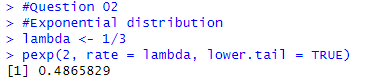 > #Question 02
> #Exponential distribution
> lambda <- 1/3
> pexp(2, rate = lambda, lower.tail = TRUE)
[1] 0.4865829